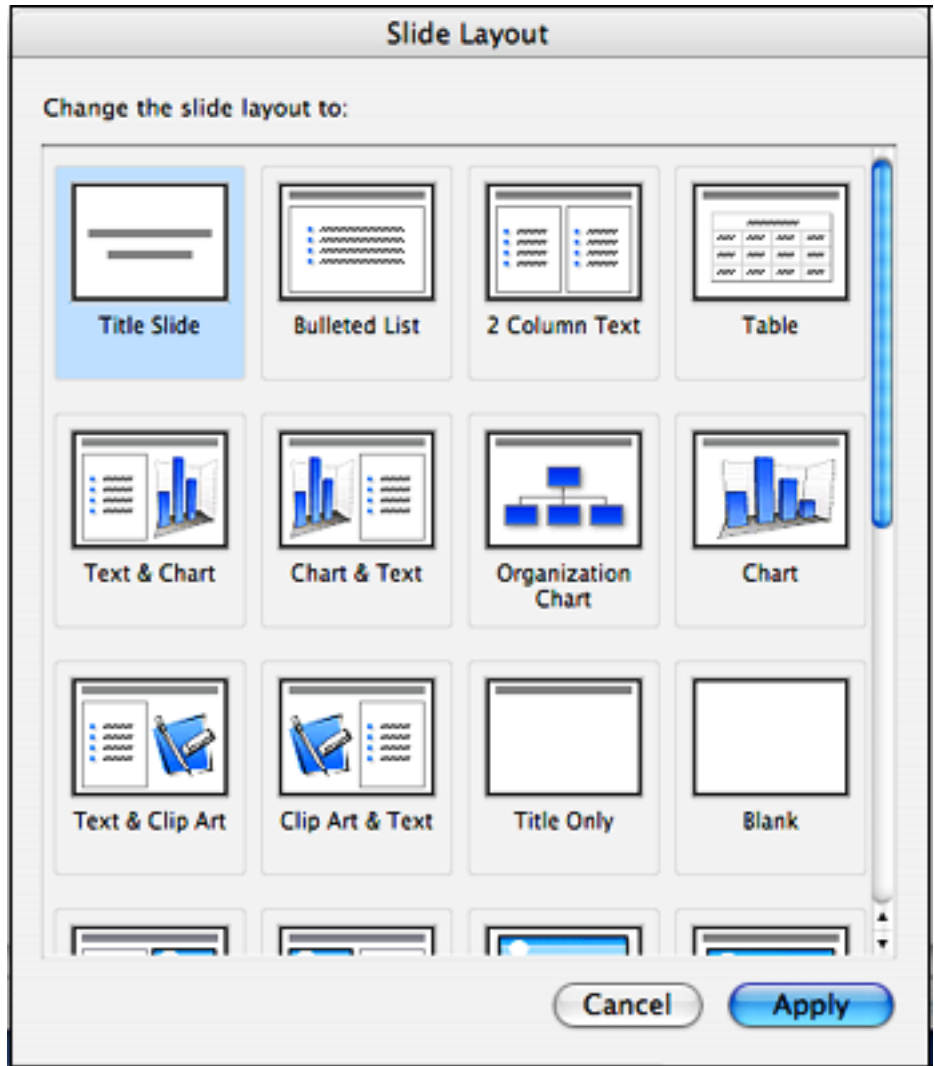 Slide Layout
Change the slide layout to:
Title Slide
Bulleted List
2 Column Text
Table
Text & Chart
Chart & Text
Organization
Chart
Chart
Text & Clip Art
Clip Art & Text
Title Only
Blank
Cancel
Apply